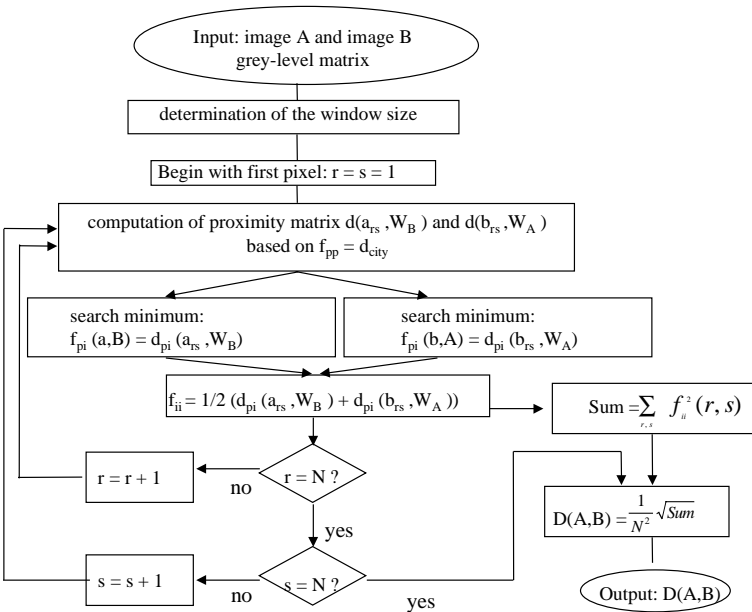 Input: image A and image B
grey-level matrix
determination of the window size
Begin with first pixel: r = s = 1
computation of proximity matrix d(a_rs ,W_B ) and d(b_rs ,W_A )
based on f_pp = d_city
search minimum:
f_pi (a,B) = d_pi (a_rs ,W_B)
search minimum:
f_pi (b,A) = d_pi (b_rs ,W_A)
f_ii = 1/2 (d_pi (a_rs ,W_B ) + d_pi (b_rs ,W_A ))
Sum = ∑_{r, s} f_ii^2 (r, s)
r = r + 1
no
r = N ?
yes
D(A,B) = 1/N^2 √Sum
s = s + 1
no
s = N ?
yes
Output: D(A,B)